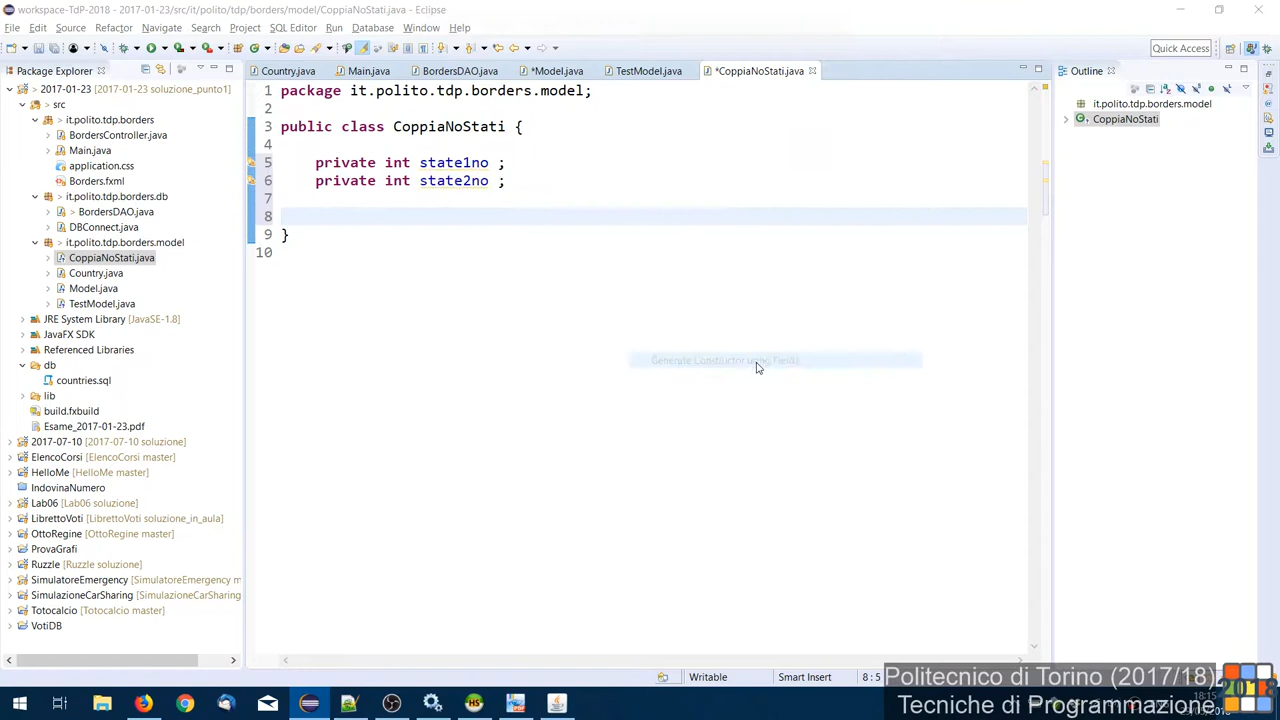 workspace-TdP-2018 - 2017-01-23/src/it/polito/tdp/borders/model/CoppiaNoStati.java - Eclipse
File Edit Source Refactor Navigate Search Project SQL Editor Run Database Window Help
Quick Access
Package Explorer
Country.java Main.java BordersDAO.java *Model.java TestModel.java *CoppiaNoStati.java
Outline
2017-01-23 [2017-01-23 soluzione_punto1]
src
> it.polito.tdp.borders
BordersController.java
Main.java
application.css
Borders.fxml
> it.polito.tdp.borders.db
> BordersDAO.java
DBConnect.java
> it.polito.tdp.borders.model
CoppiaNoStati.java
Country.java
Model.java
TestModel.java
JRE System Library [JavaSE-1.8]
JavaFX SDK
Referenced Libraries
db
countries.sql
lib
build.fxbuild
Esame_2017-01-23.pdf
2017-07-10 [2017-07-10 soluzione]
ElencoCorsi [ElencoCorsi master]
HelloMe [HelloMe master]
IndovinaNumero
Lab06 [Lab06 soluzione]
LibrettoVoti [LibrettoVoti soluzione_in_aula]
OttoRegine [OttoRegine master]
ProvaGrafi
Ruzzle [Ruzzle soluzione]
SimulatoreEmergency [SimulatoreEmergency m
SimulazioneCarSharing [SimulazioneCarSharing
Totocalcio [Totocalcio master]
VotiDB
1 package it.polito.tdp.borders.model;
2
3 public class CoppiaNoStati {
4
5 private int state1no ;
6 private int state2no ;
7
8
9 }
10
Generate Constructor using Fields
it.polito.tdp.borders.model
CoppiaNoStati
Writable Smart Insert 8 : 5
Politecnico di Torino (2017/18)
Tecniche di Programmazione
18:15
2018